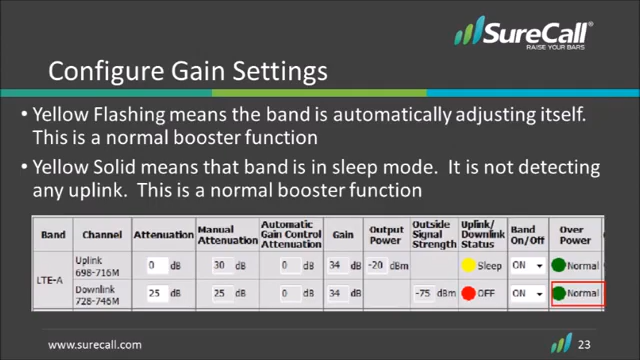 SureCall
RAISE YOUR BARS
Configure Gain Settings
• Yellow Flashing means the band is automatically adjusting itself.
This is a normal booster function
• Yellow Solid means that band is in sleep mode. It is not detecting
any uplink. This is a normal booster function
Band Channel Attenuation Manual Attenuation Automatic Gain Control Attenuation Gain Output Power Outside Signal Strength Uplink/Downlink Status Band On/Off Over Power
LTE-A Uplink 698-716M 0 dB 30 dB 0 dB 34 dB -20 dBm Sleep ON Normal
Downlink 728-746M 25 dB 25 dB 0 dB 34 dB -75 dBm OFF ON Normal
www.surecall.com
23